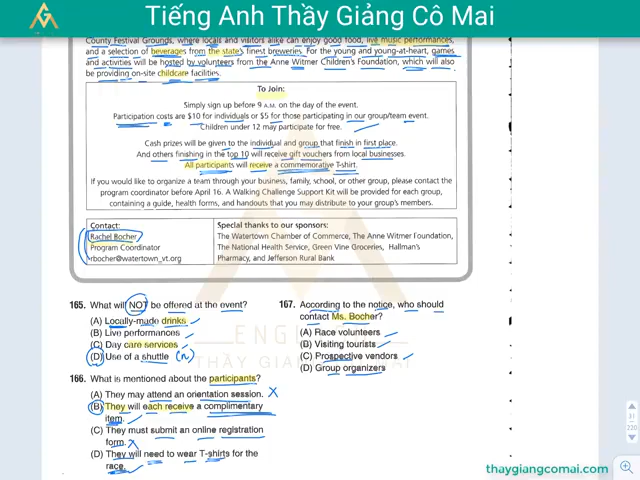 Tiếng Anh Thầy Giảng Cô Mai
County Festival Grounds, where locals and visitors alike can enjoy good food, live music performances,
and a selection of beverages from the state's finest breweries. For the young and young-at-heart, games
and activities will be hosted by volunteers from the Anne Witmer Children's Foundation, which will also
be providing on-site childcare facilities.
To Join:
Simply sign up before 9 A.M. on the day of the event.
Participation costs are $10 for individuals or $5 for those participating in our group/team event.
Children under 12 may participate for free.
Cash prizes will be given to the individual and group that finish in first place.
And others finishing in the top 10 will receive gift vouchers from local businesses.
All participants will receive a commemorative T-shirt.
If you would like to organize a team through your business, family, school, or other group, please contact the
program coordinator before April 16. A Walking Challenge Support Kit will be provided for each group,
containing a guide, health forms, and handouts that you may distribute to your group's members.
Contact:
Rachel Bocher
Program Coordinator
rbocher@watertown_vt.org
Special thanks to our sponsors:
The Watertown Chamber of Commerce, The Anne Witmer Foundation,
The National Health Service, Green Vine Groceries, Hallman's
Pharmacy, and Jefferson Rural Bank
165. What will NOT be offered at the event?
(A) Locally-made drinks
(B) Live performances
(C) Day care services
(D) Use of a shuttle (n)
166. What is mentioned about the participants?
(A) They may attend an orientation session. X
(B) They will each receive a complimentary
item.
(C) They must submit an online registration
form. X
(D) They will need to wear T-shirts for the
race.
167. According to the notice, who should
contact Ms. Bocher?
(A) Race volunteers
(B) Visiting tourists
(C) Prospective vendors
(D) Group organizers
31
220
thaygiangcomai.com